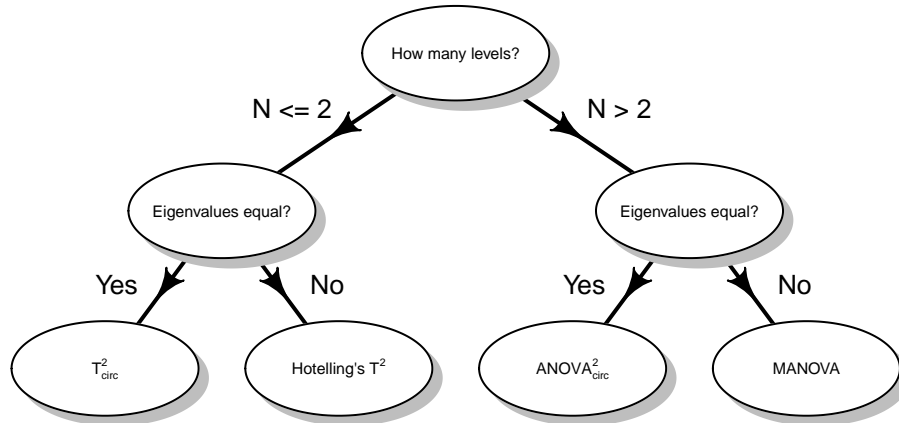 How many levels?
N <= 2
N > 2
Eigenvalues equal?
Eigenvalues equal?
Yes
No
Yes
No
T²circ
Hotelling's T²
ANOVA²circ
MANOVA